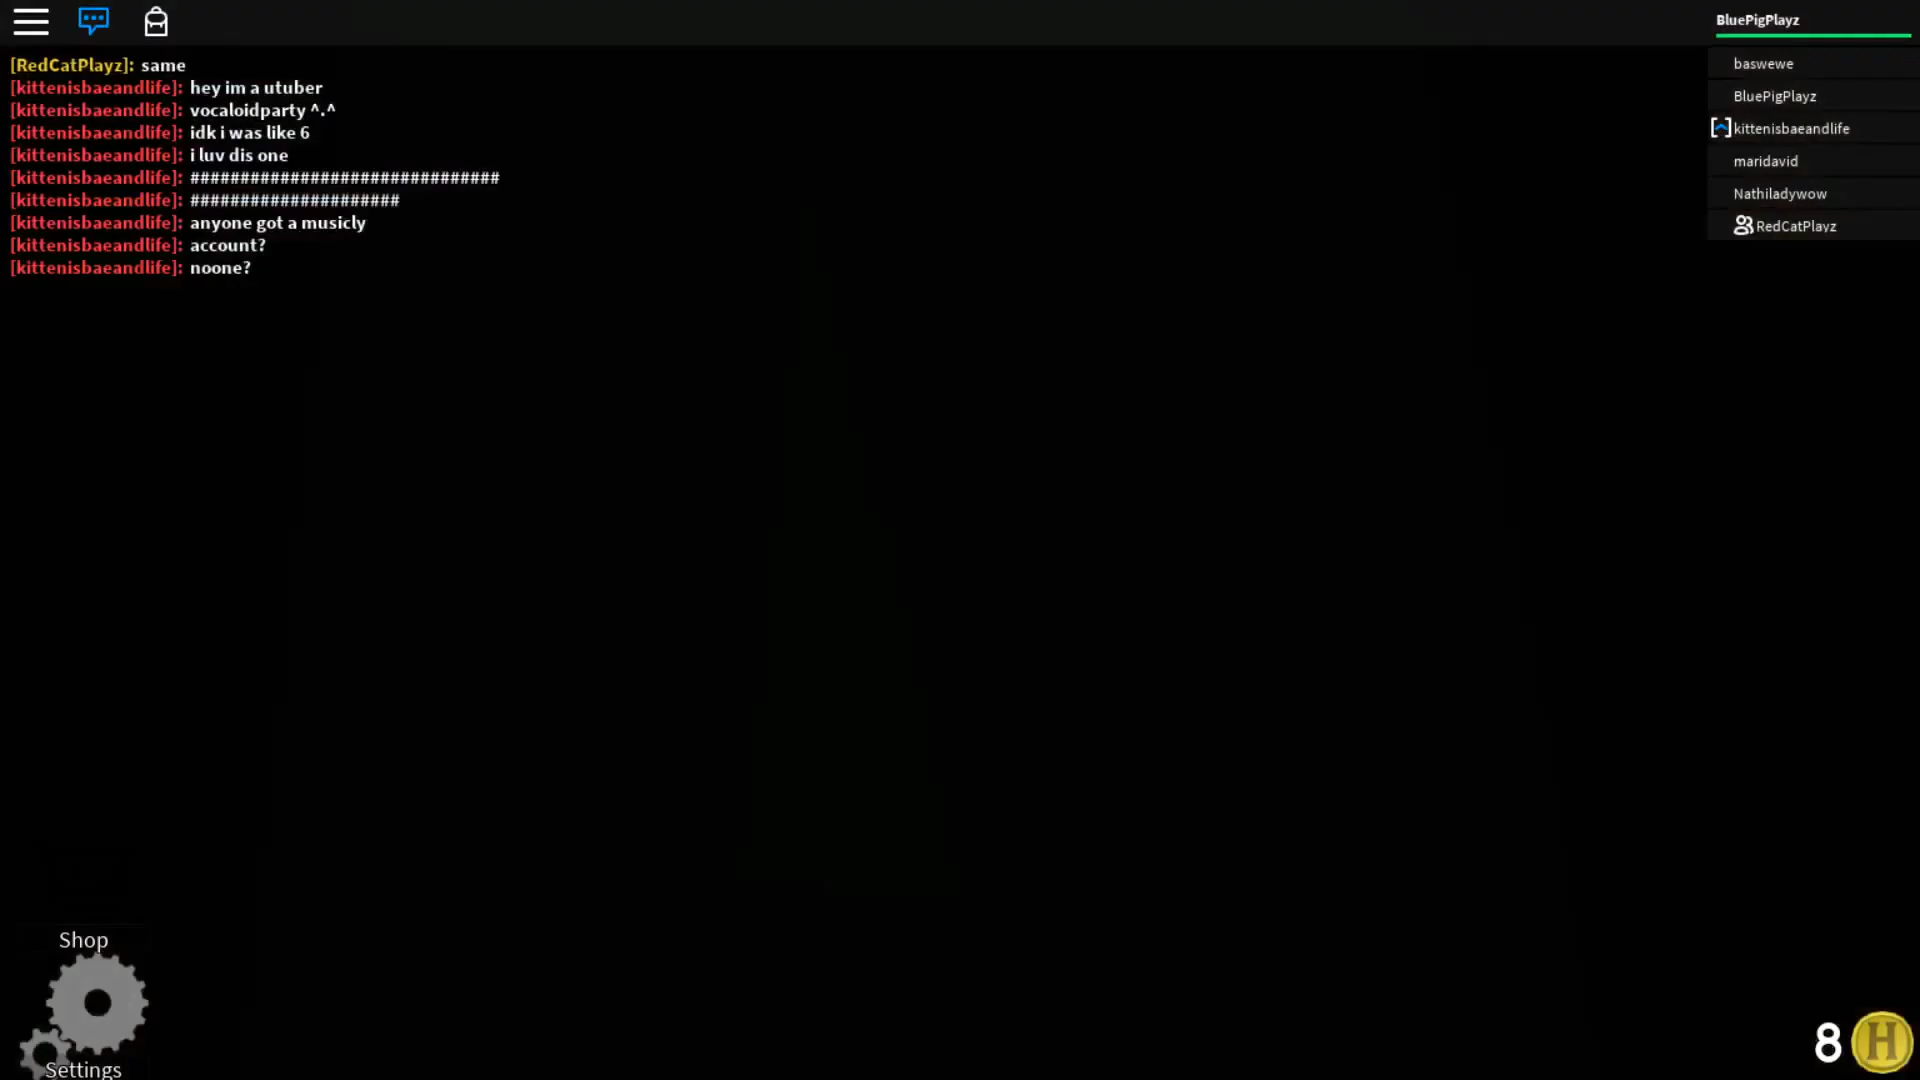 BluePigPlayz
[RedCatPlayz]: same
[kittenisbaeandlife]: hey im a utuber
[kittenisbaeandlife]: vocaloidparty ^.^
[kittenisbaeandlife]: idk i was like 6
[kittenisbaeandlife]: i luv dis one
[kittenisbaeandlife]: ###############################
[kittenisbaeandlife]: #####################
[kittenisbaeandlife]: anyone got a musicly
[kittenisbaeandlife]: account?
[kittenisbaeandlife]: noone?
baswewe
BluePigPlayz
kittenisbaeandlife
maridavid
Nathiladywow
RedCatPlayz
Shop
Settings
8 H